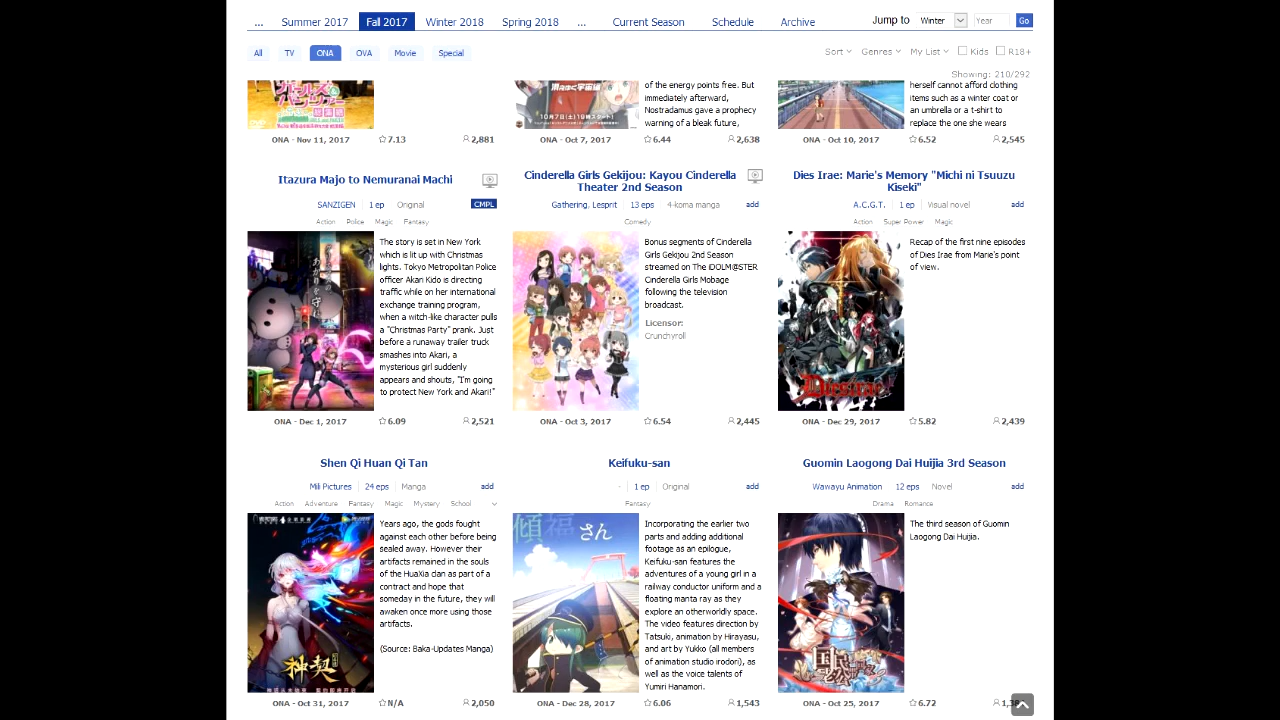 ... Summer 2017 Fall 2017 Winter 2018 Spring 2018 ... Current Season Schedule Archive Jump to Winter Year Go
All TV ONA OVA Movie Special Sort Genres My List Kids R18+
Showing: 210/292
of the energy points free. But
immediately afterward,
Nostradamus gave a prophecy
warning of a bleak future,
10月7日(土)19時スタート!
herself cannot afford clothing
items such as a winter coat or
an umbrella or a t-shirt to
replace the one she wears
ONA - Nov 11, 2017 7.13 2,881
ONA - Oct 7, 2017 6.44 2,638
ONA - Oct 10, 2017 6.52 2,545
Itazura Majo to Nemuranai Machi
SANZIGEN 1 ep Original CMPL
Action Police Magic Fantasy
The story is set in New York
which is lit up with Christmas
lights. Tokyo Metropolitan Police
officer Akari Kido is directing
traffic while on her international
exchange training program,
when a witch-like character pulls
a "Christmas Party" prank. Just
before a runaway trailer truck
smashes into Akari, a
mysterious girl suddenly
appears and shouts, "I'm going
to protect New York and Akari!"
ONA - Dec 1, 2017 6.09 2,521
Cinderella Girls Gekijou: Kayou Cinderella
Theater 2nd Season
Gathering, Lesprit 13 eps 4-koma manga add
Comedy
Bonus segments of Cinderella
Girls Gekijou 2nd Season
streamed on The iDOLM@STER
Cinderella Girls Mobage
following the television
broadcast.
Licensor:
Crunchyroll
ONA - Oct 3, 2017 6.54 2,445
Dies Irae: Marie's Memory "Michi ni Tsuuzu
Kiseki"
A.C.G.T. 1 ep Visual novel add
Action Super Power Magic
Recap of the first nine episodes
of Dies Irae from Marie's point
of view.
Dies irae
ONA - Dec 29, 2017 5.82 2,439
Shen Qi Huan Qi Tan
Mili Pictures 24 eps Manga add
Action Adventure Fantasy Magic Mystery School
Years ago, the gods fought
against each other before being
sealed away. However their
artifacts remained in the souls
of the HuaXia clan as part of a
contract and hope that
someday in the future, they will
awaken once more using those
artifacts.
(Source: Baka-Updates Manga)
神契
ONA - Oct 31, 2017 N/A 2,050
Keifuku-san
- 1 ep Original add
Fantasy
傾福さん
Incorporating the earlier two
parts and adding additional
footage as an epilogue,
Keifuku-san features the
adventures of a young girl in a
railway conductor uniform and a
floating manta ray as they
explore an otherworldly space.
The video features direction by
Tatsuki, animation by Hirayasu,
and art by Yukko (all members
of animation studio irodori), as
well as the voice talents of
Yumiri Hanamori.
ONA - Dec 28, 2017 6.06 1,543
Guomin Laogong Dai Huijia 3rd Season
Wawayu Animation 12 eps Novel add
Drama Romance
The third season of Guomin
Laogong Dai Huijia.
ONA - Oct 25, 2017 6.72